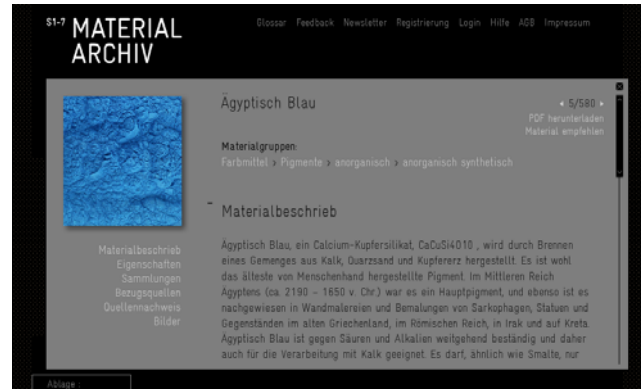 S1-7 MATERIAL
ARCHIV
Glossar Feedback Newsletter Registrierung Login Hilfe AGB Impressum
Ägyptisch Blau
◂ 5/580 ▸
PDF herunterladen
Material empfehlen
Materialgruppen:
Farbmittel > Pigmente > anorganisch > anorganisch synthetisch
Materialbeschrieb
Materialbeschrieb
Eigenschaften
Sammlungen
Bezugsquellen
Quellennachweis
Bilder
Ägyptisch Blau, ein Calcium-Kupfersilikat, CaCuSi4O10 , wird durch Brennen
eines Gemenges aus Kalk, Quarzsand und Kupfererz hergestellt. Es ist wohl
das älteste von Menschenhand hergestellte Pigment. Im Mittleren Reich
Ägyptens (ca. 2190 – 1650 v. Chr.) war es ein Hauptpigment, und ebenso ist es
nachgewiesen in Wandmalereien und Bemalungen von Sarkophagen, Statuen und
Gegenständen im alten Griechenland, im Römischen Reich, in Irak und auf Kreta.
Ägyptisch Blau ist gegen Säuren und Alkalien weitgehend beständig und daher
auch für die Verarbeitung mit Kalk geeignet. Es darf, ähnlich wie Smalte, nur
Ablage :